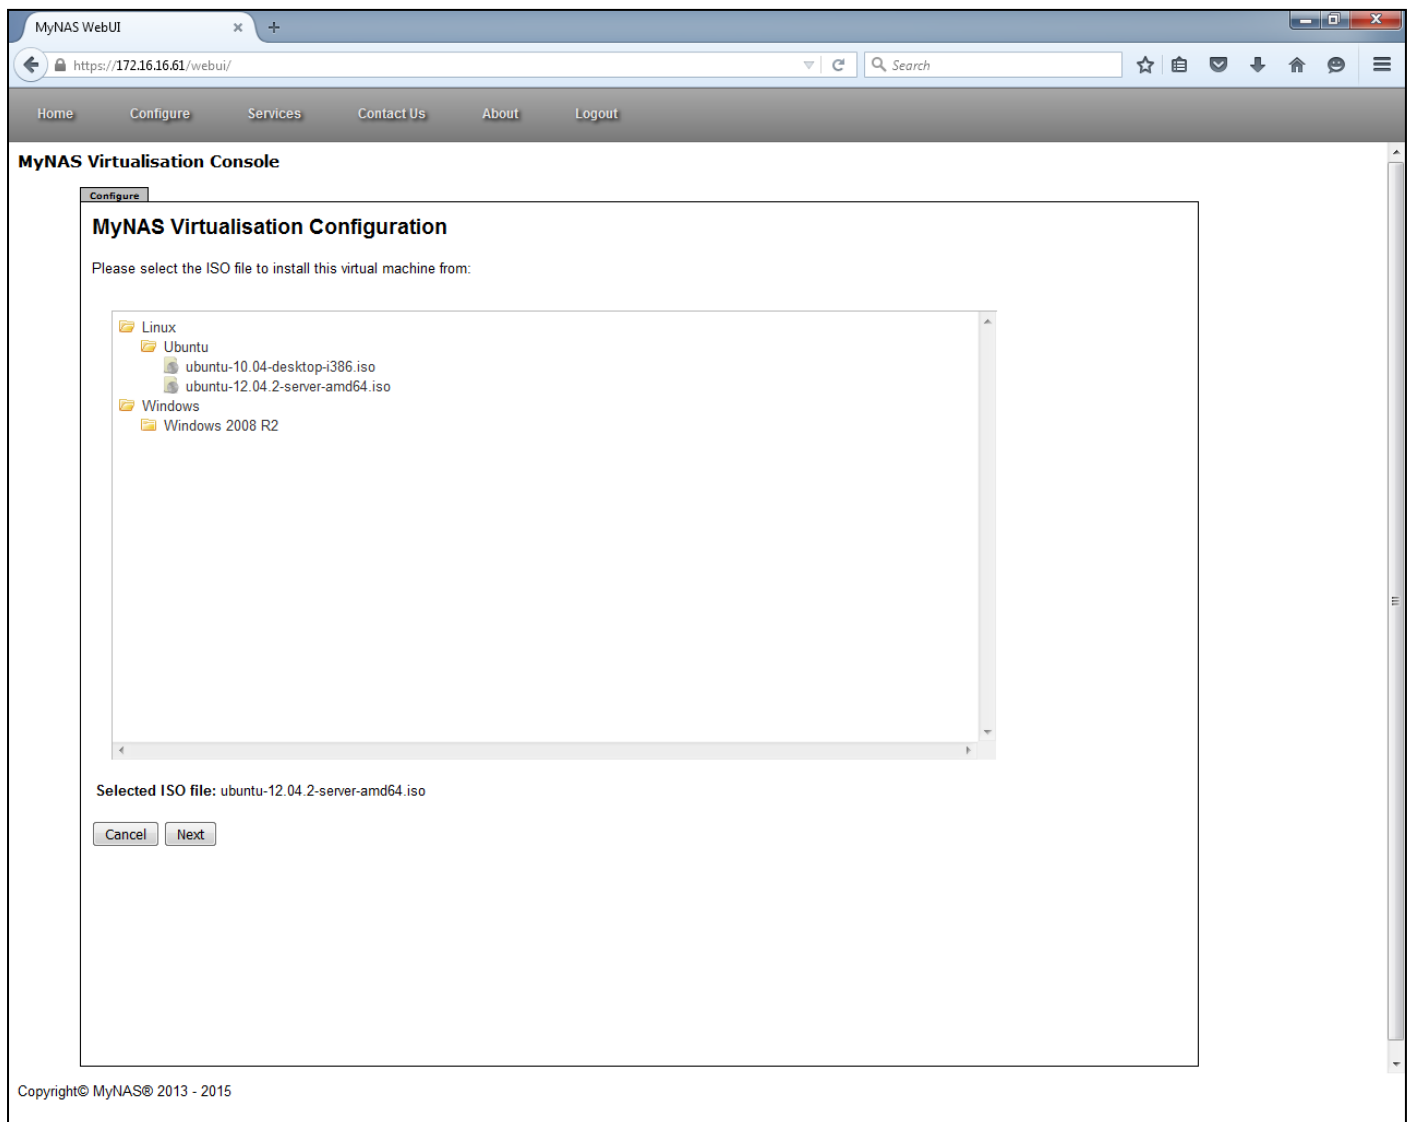 MyNAS WebUI
https://172.16.16.61/webui/
Search
Home Configure Services Contact Us About Logout
MyNAS Virtualisation Console
Configure
MyNAS Virtualisation Configuration
Please select the ISO file to install this virtual machine from:
Linux
Ubuntu
ubuntu-10.04-desktop-i386.iso
ubuntu-12.04.2-server-amd64.iso
Windows
Windows 2008 R2
Selected ISO file: ubuntu-12.04.2-server-amd64.iso
Cancel Next
Copyright© MyNAS® 2013 - 2015